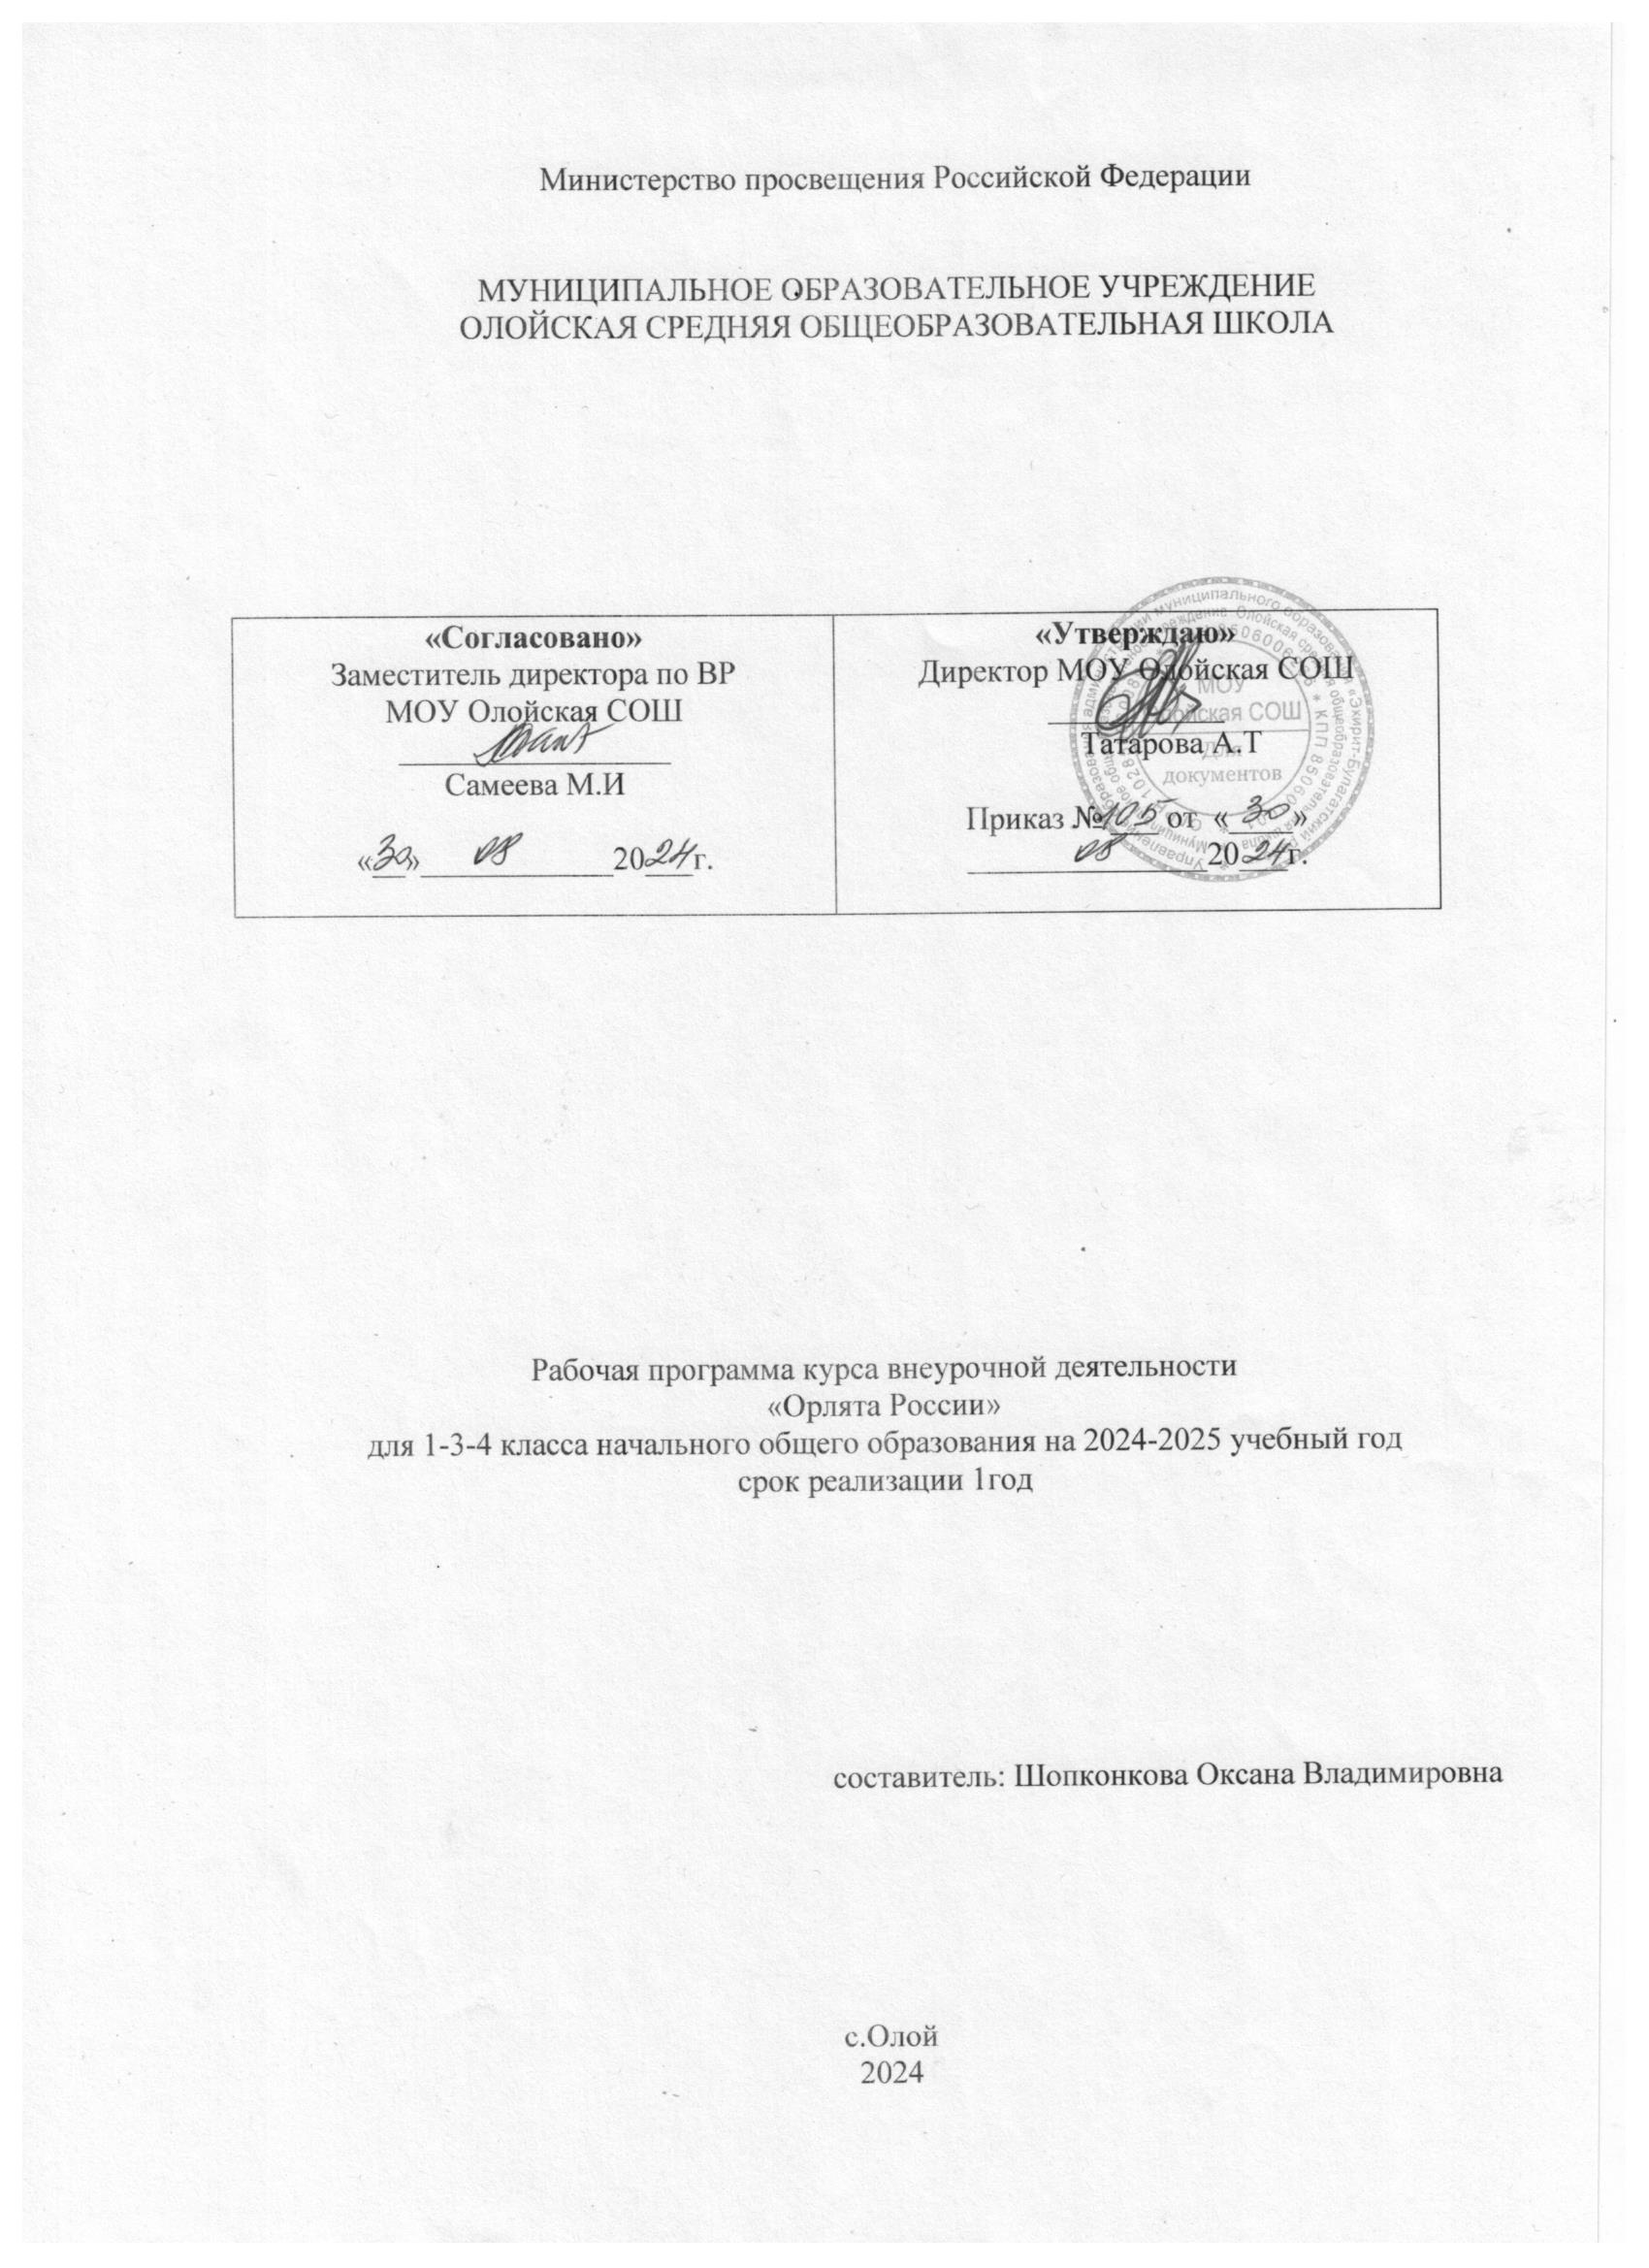 Министерство просвещения Российской Федерации
МУНИЦИПАЛЬНОЕ ОБРАЗОВАТЕЛЬНОЕ УЧРЕЖДЕНИЕ
ОЛОЙСКАЯ СРЕДНЯЯ ОБЩЕОБРАЗОВАТЕЛЬНАЯ ШКОЛА
«Согласовано»
Заместитель директора по ВР
МОУ Олойская СОШ
Самеева М.И
«30» 08 2024г.
«Утверждаю»
Директор МОУ Олойская СОШ
Татарова А.Т
Приказ №105 от «30»
08 2024г.
МОУ
СОШ
документов
Рабочая программа курса внеурочной деятельности
«Орлята России»
для 1-3-4 класса начального общего образования на 2024-2025 учебный год
срок реализации 1год
составитель: Шопконкова Оксана Владимировна
с.Олой
2024